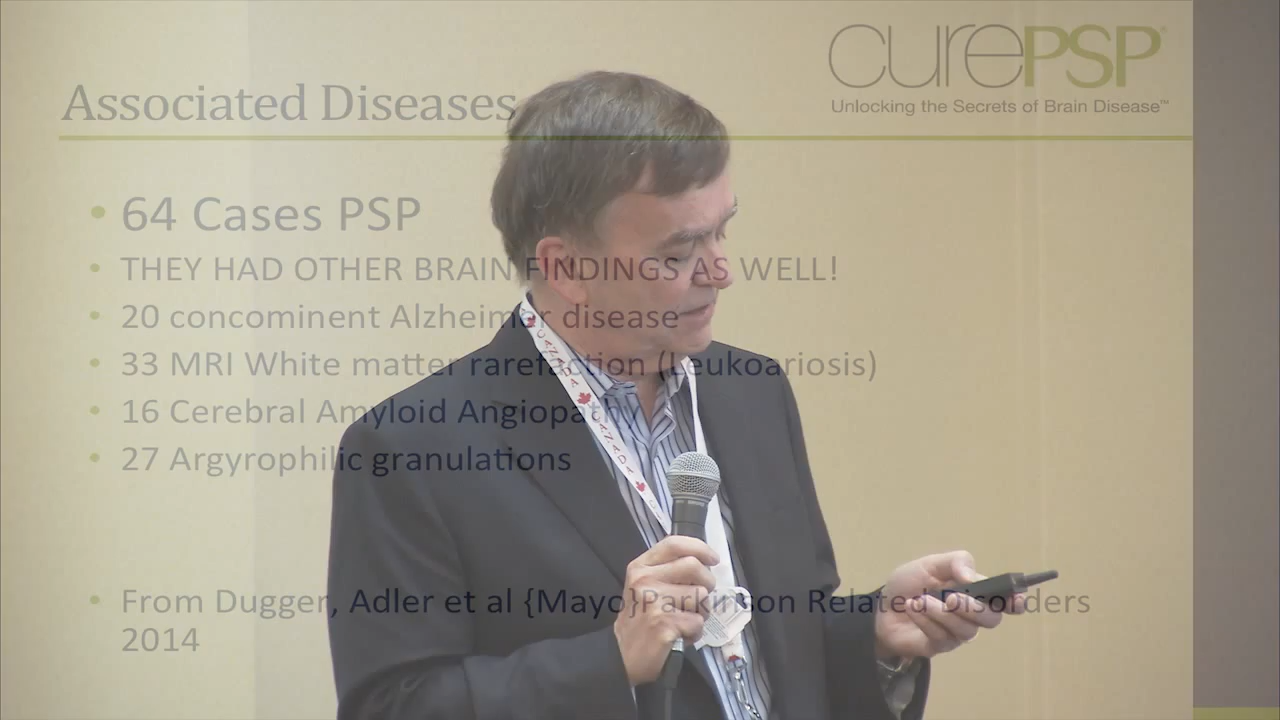 curePSP
Unlocking the Secrets of Brain Disease™
Associated Diseases
• 64 Cases PSP
• THEY HAD OTHER BRAIN FINDINGS AS WELL!
• 20 concominent Alzheimer disease
• 33 MRI White matter rarefaction (Leukoariosis)
• 16 Cerebral Amyloid Angiopathy
• 27 Argyrophilic granulations
• From Dugger, Adler et al {Mayo}Parkinson Related Disorders
2014
CANADA
CANADA